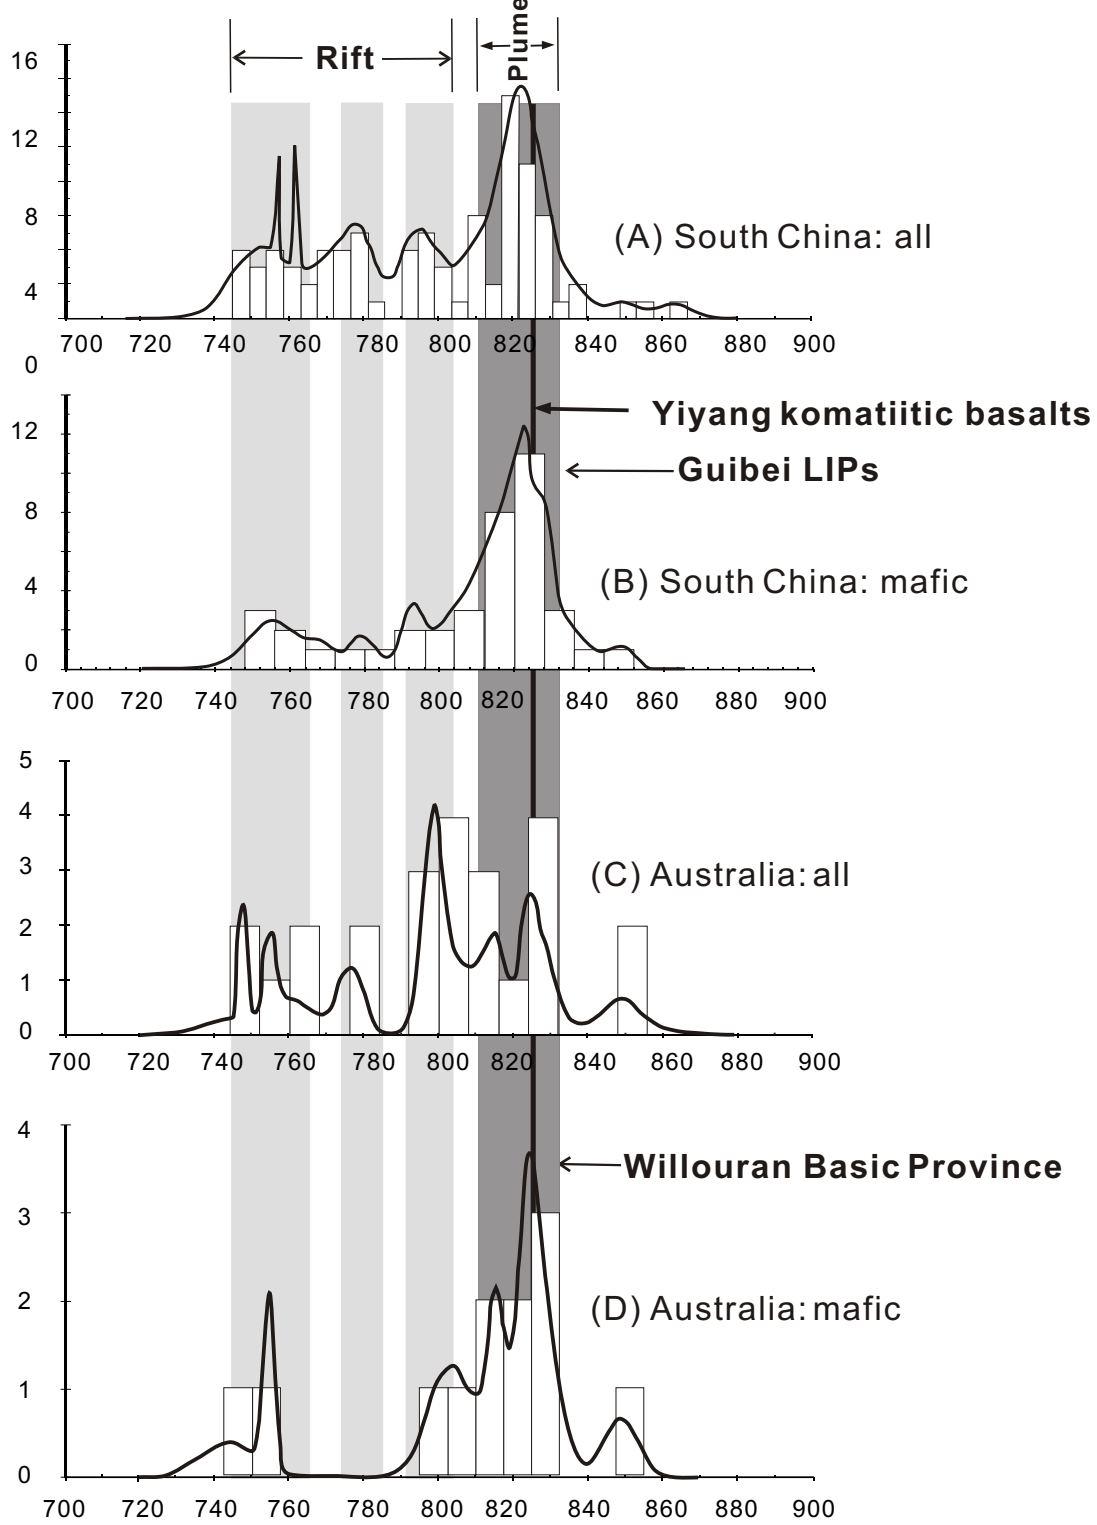 Plume
Rift
16
12
8
4
0
(A) South China: all
700 720 740 760 780 800 820 840 860 880 900
Yiyang komatiitic basalts
Guibei LIPs
12
8
4
0
(B) South China: mafic
700 720 740 760 780 800 820 840 860 880 900
5
4
3
2
1
0
(C) Australia: all
700 720 740 760 780 800 820 840 860 880 900
Willouran Basic Province
4
3
2
1
0
(D) Australia: mafic
700 720 740 760 780 800 820 840 860 880 900